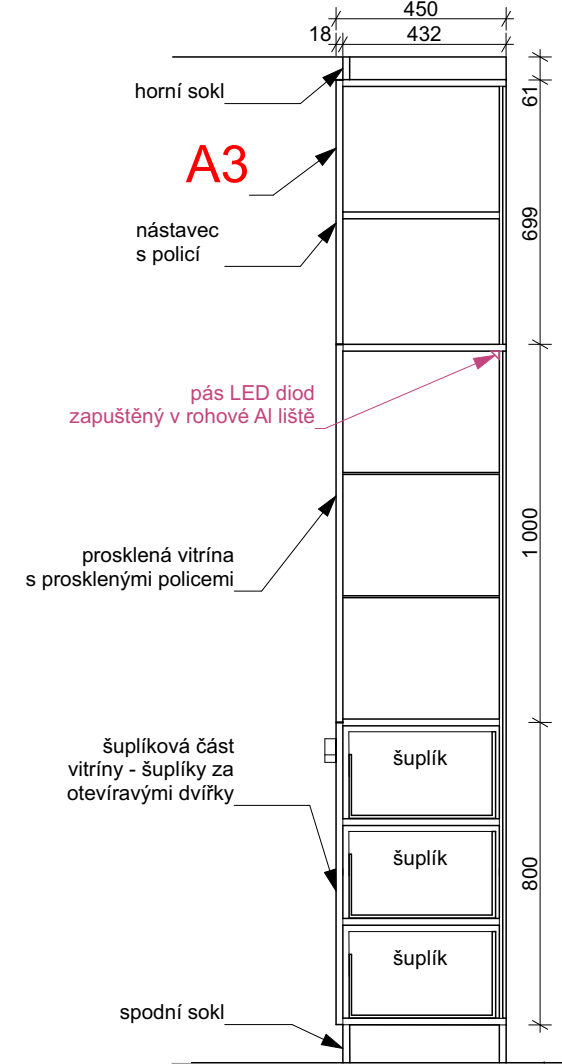 450
18 432
horní sokl
61
A3
nástavec
s policí
699
pás LED diod
zapuštěný v rohové Al liště
1 000
prosklená vitrína
s prosklenými policemi
šuplíková část
vitríny - šuplíky za
otevíravými dvířky
šuplík
šuplík
800
šuplík
spodní sokl